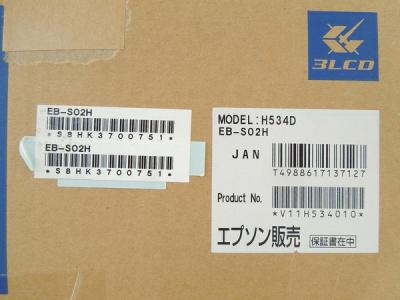 3LCD
EB-S02H
*S8HK3700751*
EB-S02H
*S8HK3700751*
MODEL:H534D
EB-S02H
JAN
T4988617137127
Product No.
*V11H534010*
エプソン販売 保証書在中